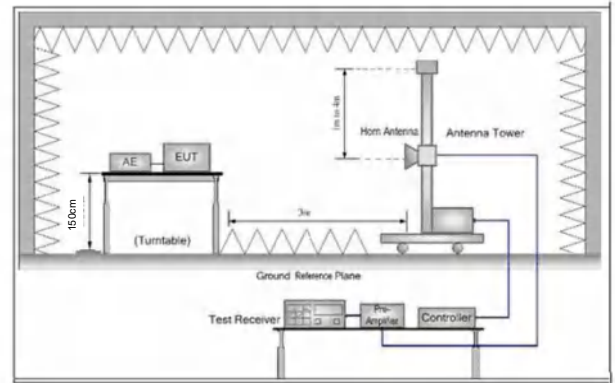 1m to 4m
Horn Antenna
Antenna Tower
AE
EUT
150cm
3m
(Turntable)
Ground Reference Plane
Test Receiver
Pre-
Amplifier
Controller